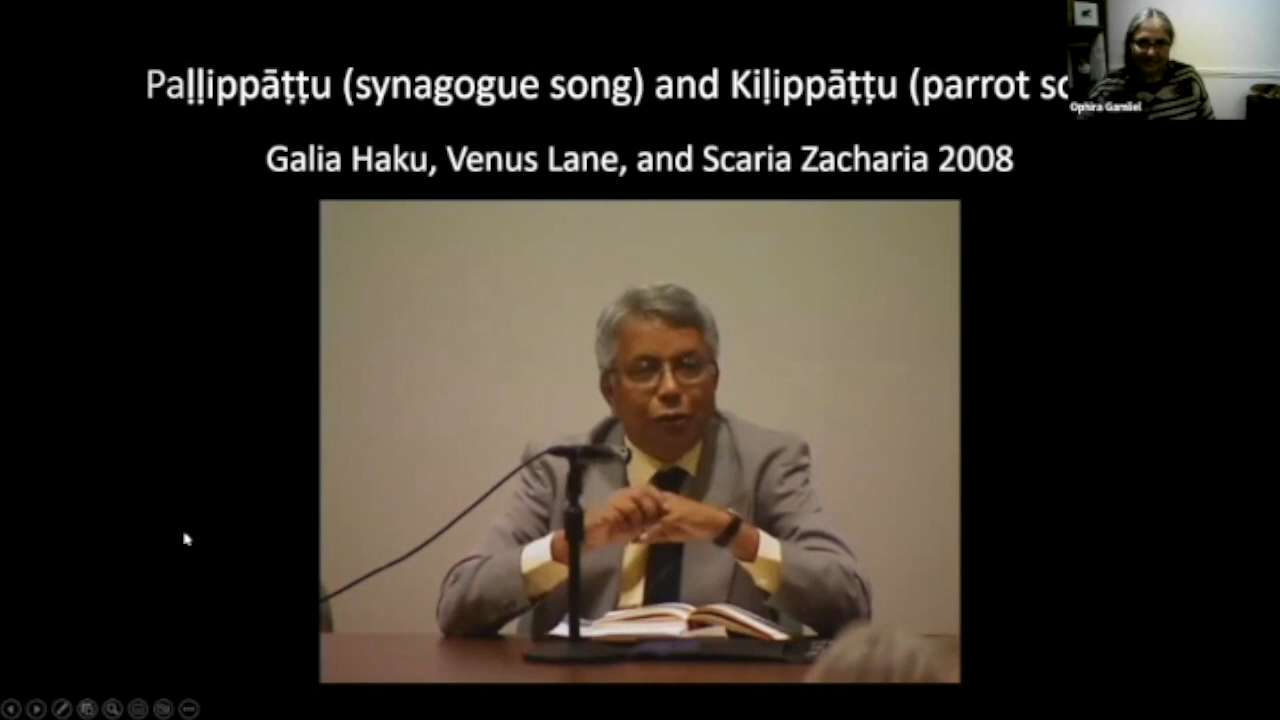 Paḷḷippāṭṭu (synagogue song) and Kiḷippāṭṭu (parrot so
Ophira Gamliel
Galia Haku, Venus Lane, and Scaria Zacharia 2008